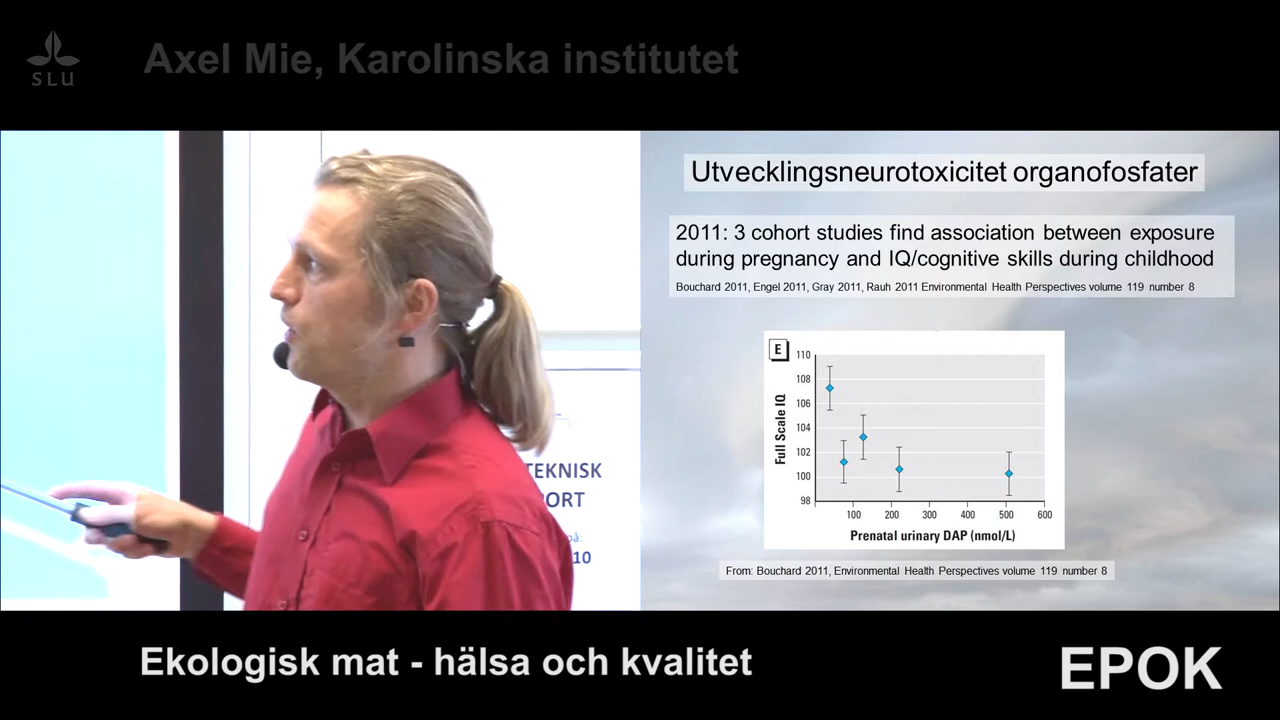 SLU
Axel Mie, Karolinska institutet
TEKNISK
PORT
på:
10
Utvecklingsneurotoxicitet organofosfater
2011: 3 cohort studies find association between exposure
during pregnancy and IQ/cognitive skills during childhood
Bouchard 2011, Engel 2011, Gray 2011, Rauh 2011 Environmental Health Perspectives volume 119 number 8
E
Full Scale IQ
110
108
106
104
102
100
98
100 200 300 400 500 600
Prenatal urinary DAP (nmol/L)
From: Bouchard 2011, Environmental Health Perspectives volume 119 number 8
Ekologisk mat - hälsa och kvalitet
EPOK